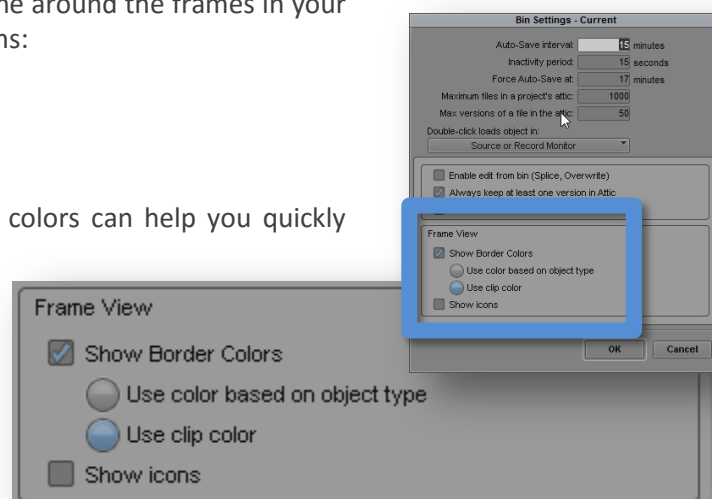 ne around the frames in your
ns:
colors can help you quickly
Bin Settings - Current
Auto-Save interval: 15 minutes
Inactivity period: 15 seconds
Force Auto-Save at: 17 minutes
Maximum files in a project's attic: 1000
Max versions of a file in the attic: 50
Double-click loads object in:
Source or Record Monitor
Enable edit from bin (Splice, Overwrite)
Always keep at least one version in Attic
Frame View
Show Border Colors
Use color based on object type
Use clip color
Show icons
OK Cancel
Frame View
Show Border Colors
Use color based on object type
Use clip color
Show icons